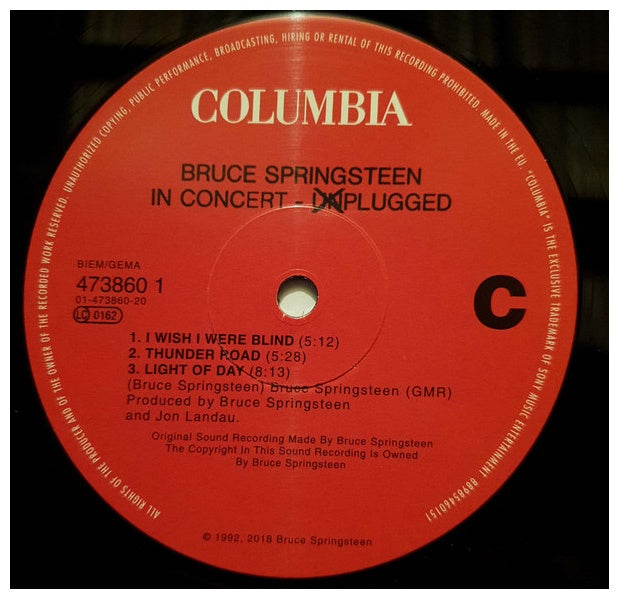 ALL RIGHTS OF THE PRODUCER AND OF THE OWNER OF THE RECORDED WORK RESERVED. UNAUTHORIZED COPYING, PUBLIC PERFORMANCE, BROADCASTING, HIRING OR RENTAL OF THIS RECORDING PROHIBITED. MADE IN THE EU. "COLUMBIA" IS THE EXCLUSIVE TRADEMARK OF SONY MUSIC ENTERTAINMENT 88985460151
COLUMBIA
BRUCE SPRINGSTEEN
IN CONCERT - UNPLUGGED
BIEM/GEMA
473860 1
01-473860-20
LC 0162
C
1. I WISH I WERE BLIND (5:12)
2. THUNDER ROAD (5:28)
3. LIGHT OF DAY (8:13)
(Bruce Springsteen) Bruce Springsteen (GMR)
Produced by Bruce Springsteen
and Jon Landau.
Original Sound Recording Made By Bruce Springsteen
The Copyright In This Sound Recording Is Owned
By Bruce Springsteen
© 1992, 2018 Bruce Springsteen